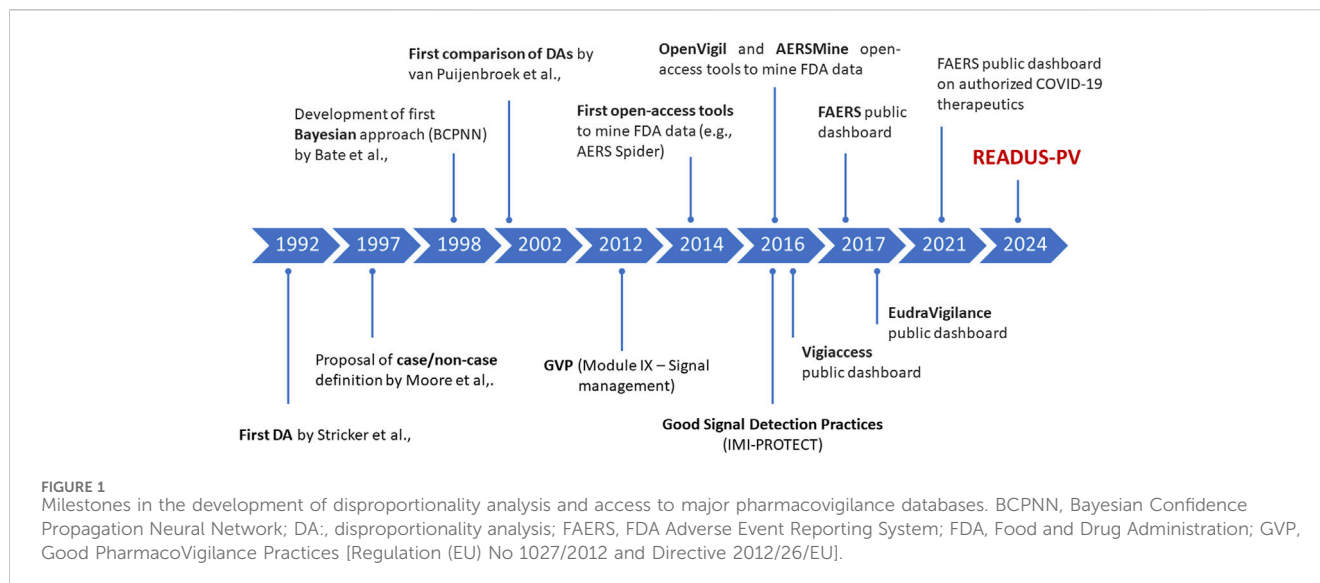 First comparison of DAs by
van Puijenbroek et al.,
OpenVigil and AERSMine open-
access tools to mine FDA data
FAERS public dashboard
on authorized COVID-19
therapeutics
Development of first
Bayesian approach (BCPNN)
by Bate et al.,
First open-access tools
to mine FDA data (e.g.,
AERS Spider)
FAERS public
dashboard
READUS-PV
1992
1997
1998
2002
2012
2014
2016
2017
2021
2024
First DA by Stricker et al.,
Proposal of case/non-case
definition by Moore et al,.
GVP (Module IX – Signal
management)
Good Signal Detection Practices
(IMI-PROTECT)
Vigiaccess
public dashboard
EudraVigilance
public dashboard
FIGURE 1
Milestones in the development of disproportionality analysis and access to major pharmacovigilance databases. BCPNN, Bayesian Confidence
Propagation Neural Network; DA:, disproportionality analysis; FAERS, FDA Adverse Event Reporting System; FDA, Food and Drug Administration; GVP,
Good PharmacoVigilance Practices [Regulation (EU) No 1027/2012 and Directive 2012/26/EU].